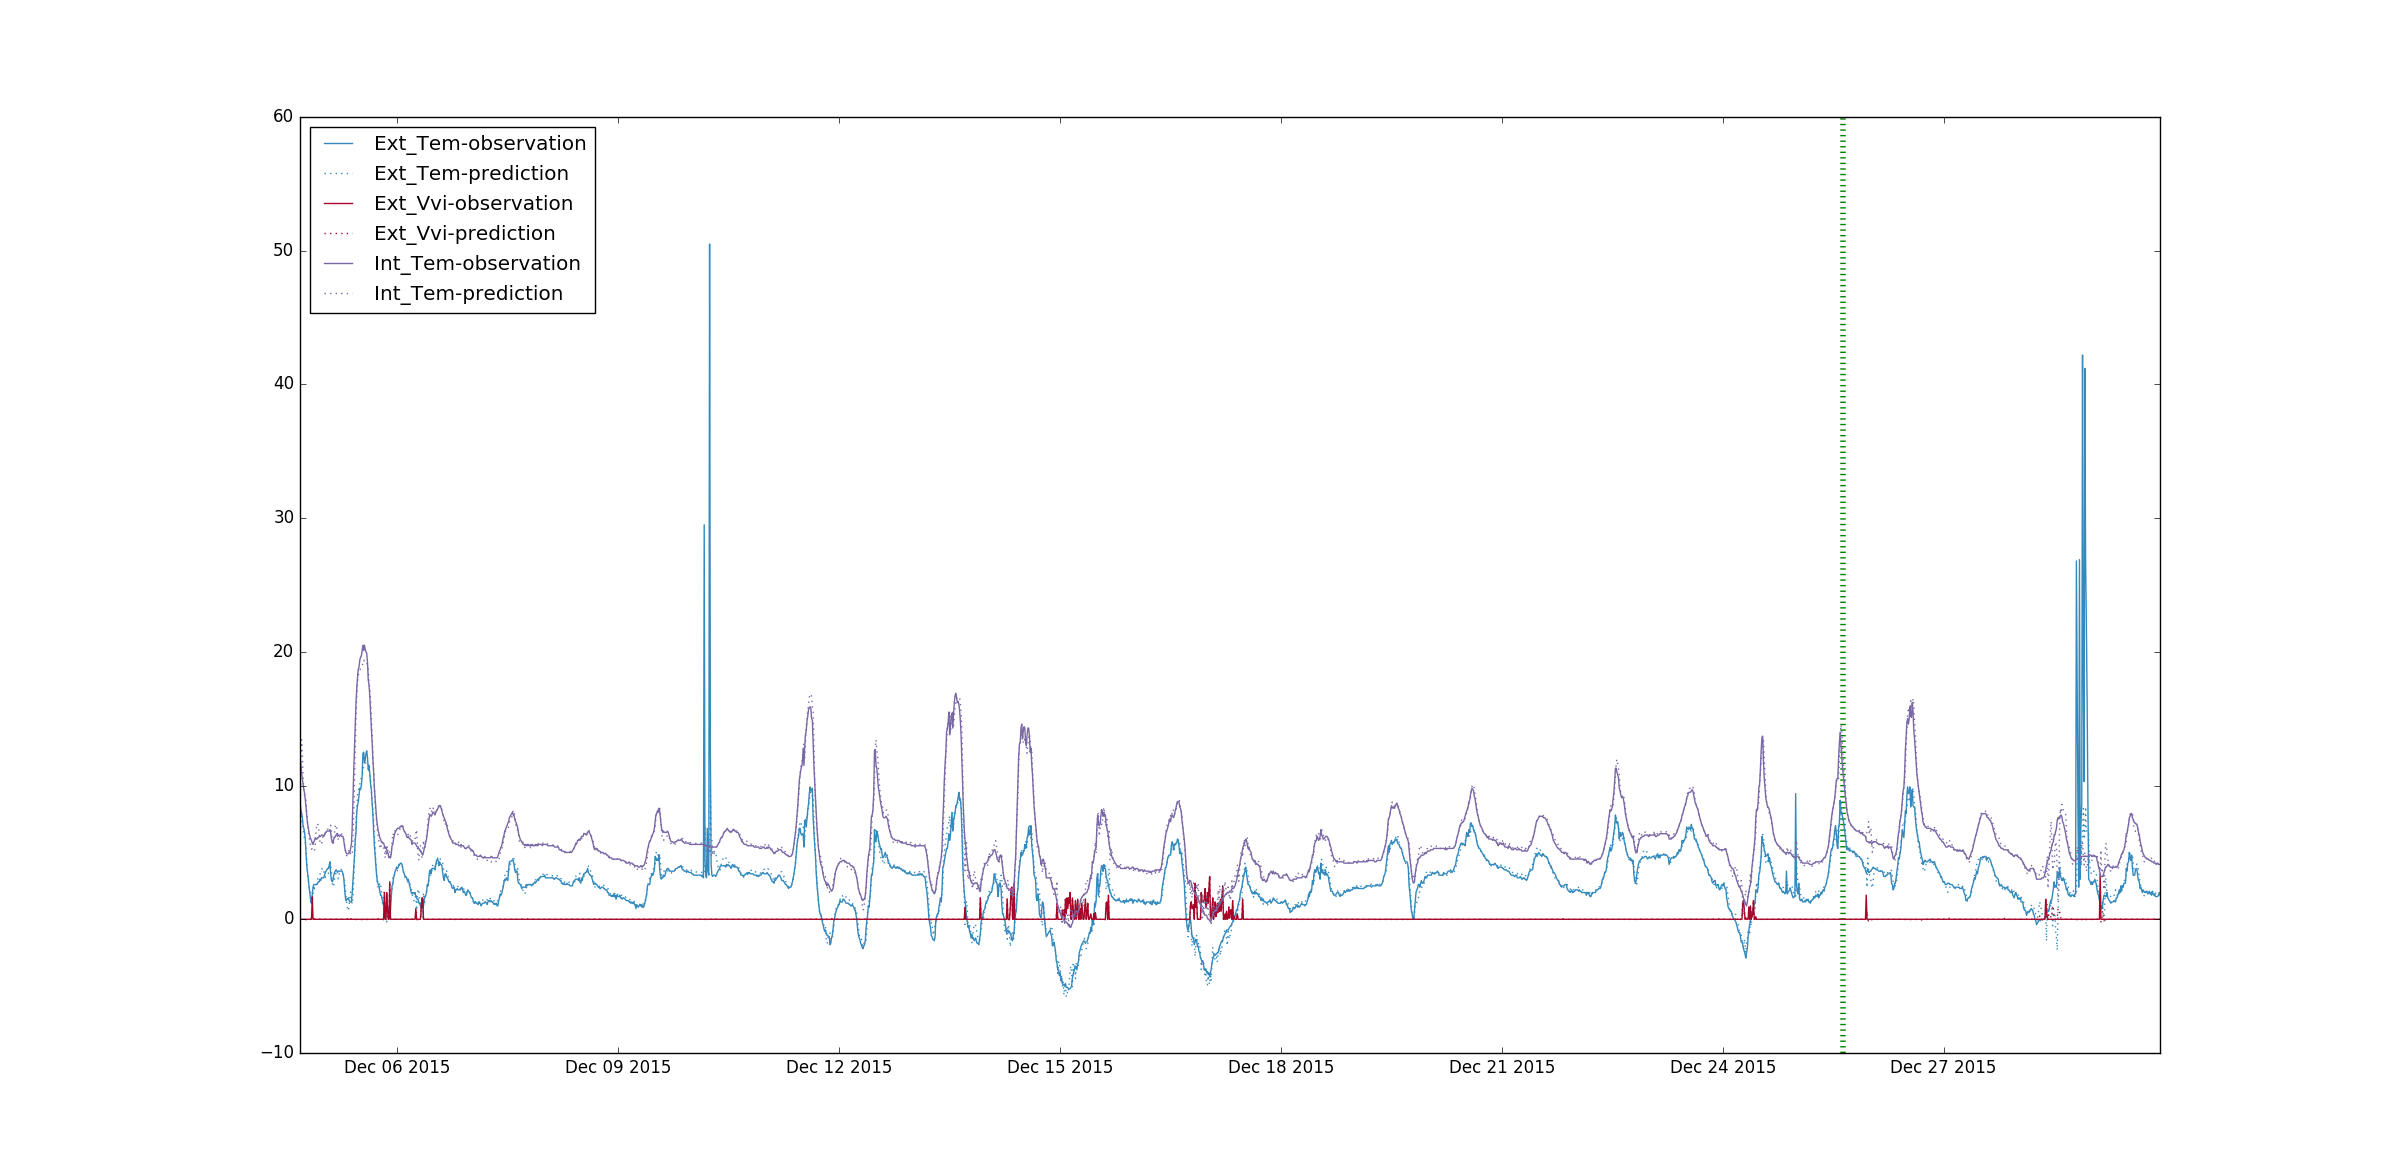 60
50
40
30
20
10
0
−10
Ext_Tem-observation
Ext_Tem-prediction
Ext_Vvi-observation
Ext_Vvi-prediction
Int_Tem-observation
Int_Tem-prediction
Dec 06 2015 Dec 09 2015 Dec 12 2015 Dec 15 2015 Dec 18 2015 Dec 21 2015 Dec 24 2015 Dec 27 2015